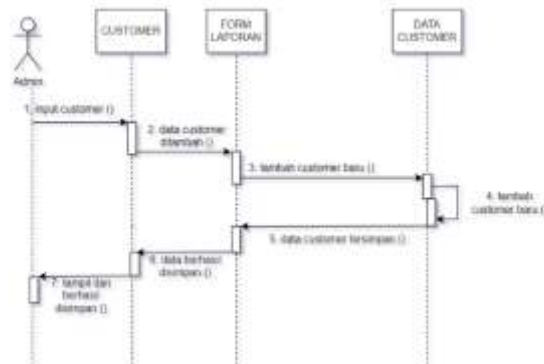 CUSTOMER
FORM
LAPORAN
DATA
CUSTOMER
Admin
1. input customer ()
2. data customer
ditambah ()
3. tambah customer baru ()
4. tambah
customer baru (
5. data customer tersimpan ()
6. data berhasil
disimpan ()
7. tampil dan
berhasil
disimpan ()